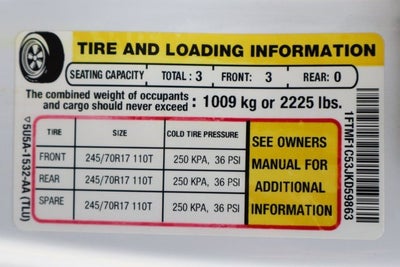 TIRE AND LOADING INFORMATION
SEATING CAPACITY TOTAL : 3 FRONT: 3 REAR: 0
The combined weight of occupants
and cargo should never exceed : 1009 kg or 2225 lbs.
TIRE SIZE COLD TIRE PRESSURE
FRONT 245/70R17 110T 250 KPA, 36 PSI
REAR 245/70R17 110T 250 KPA, 36 PSI
SPARE 245/70R17 110T 250 KPA, 36 PSI
SEE OWNERS
MANUAL FOR
ADDITIONAL
INFORMATION
5U5A-1532-AA (TLU)
1FTMF1C53JKD59863